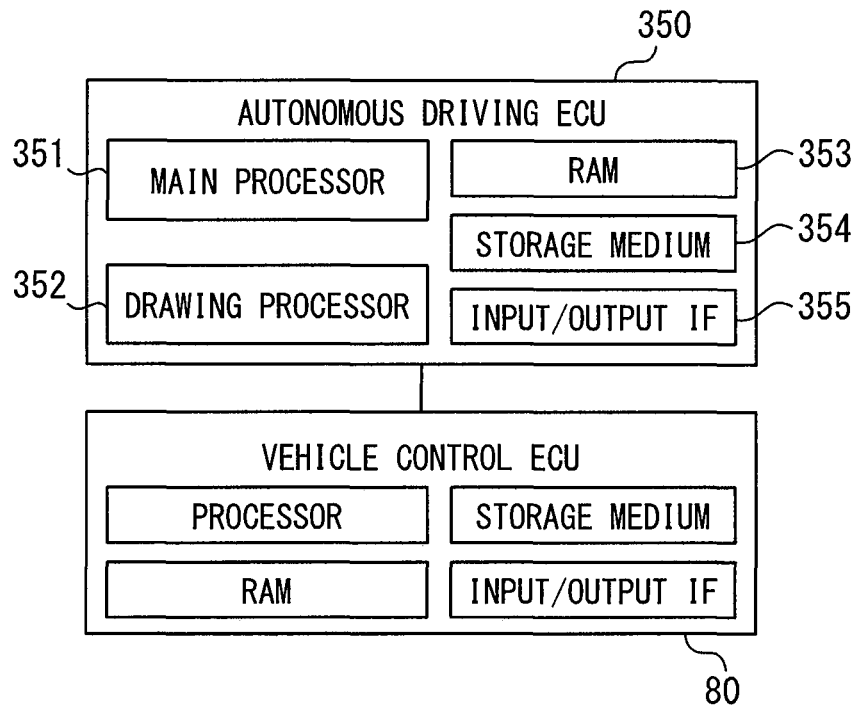 350
AUTONOMOUS DRIVING ECU
351
MAIN PROCESSOR
RAM
353
STORAGE MEDIUM
354
352
DRAWING PROCESSOR
INPUT/OUTPUT IF
355
VEHICLE CONTROL ECU
PROCESSOR
STORAGE MEDIUM
RAM
INPUT/OUTPUT IF
80